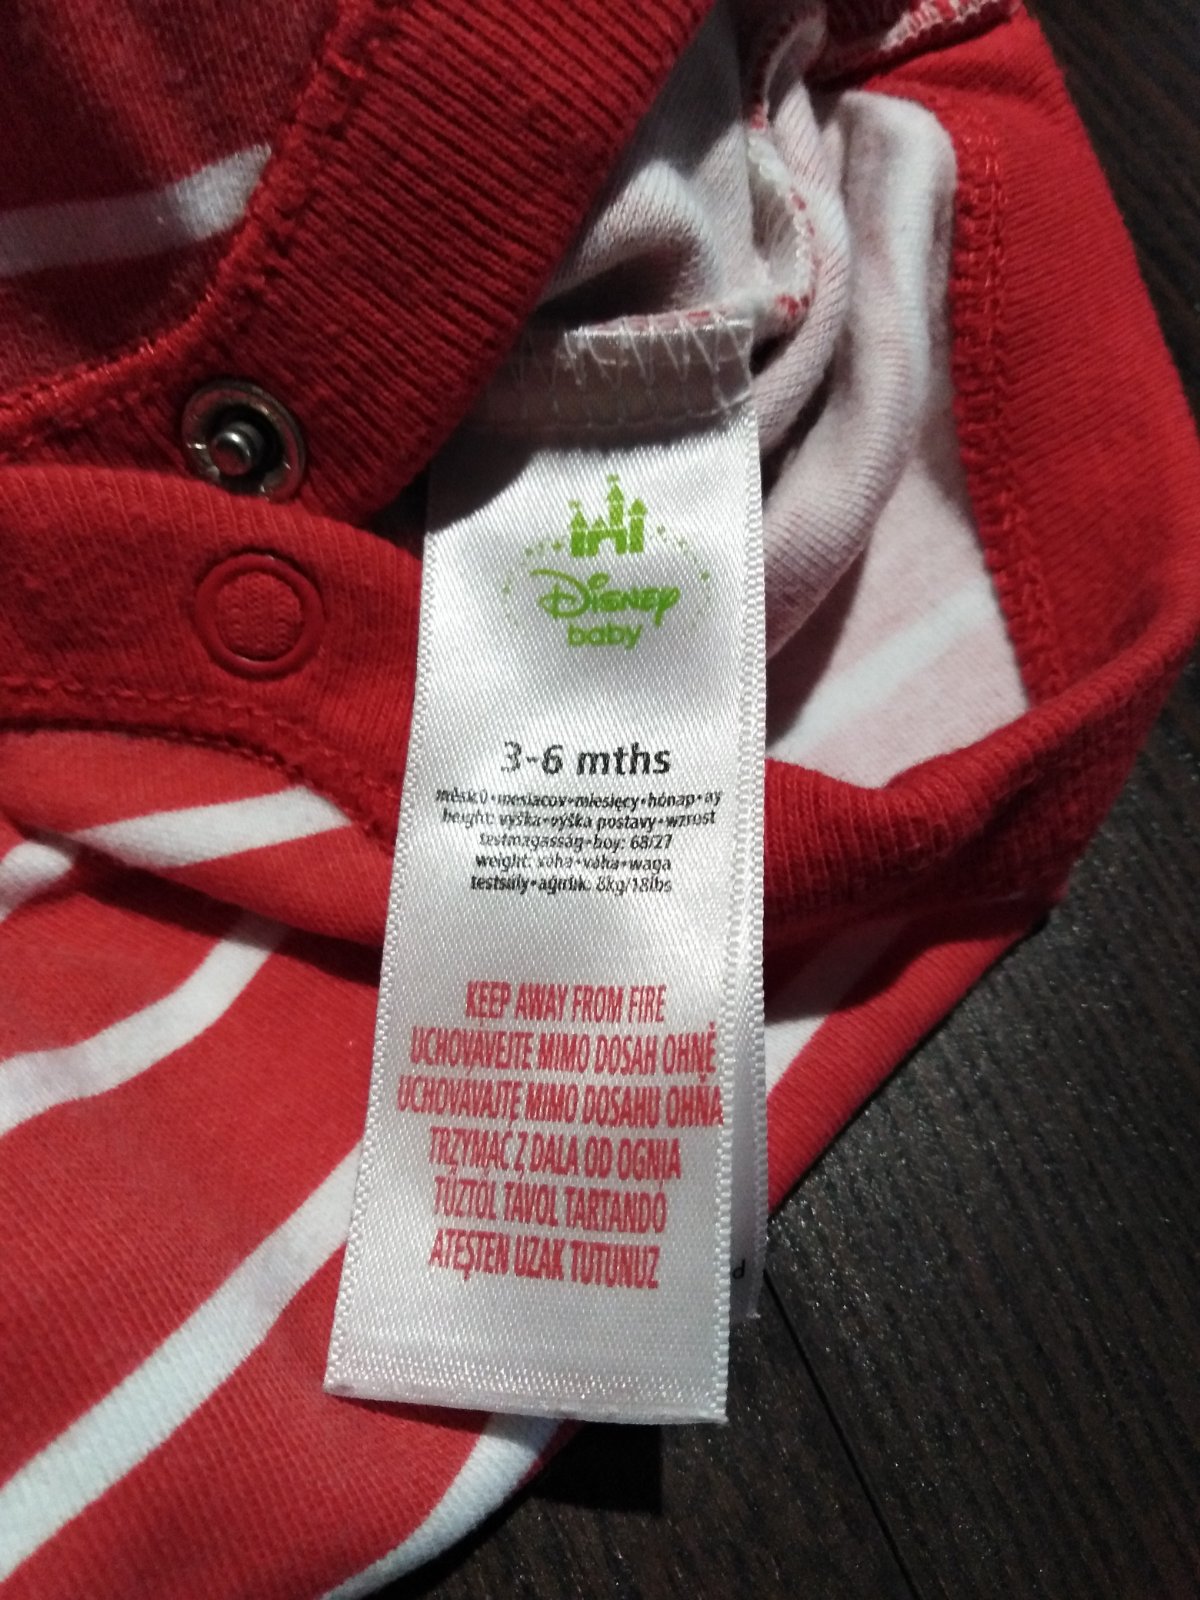 Disney
baby
3-6 mths
měsíců•mesiacov•miesięcy•hónap•ay
height: výška•výška postavy•wzrost
testmagasság•boy: 68/27
weight: váha•váha•waga
testsúly•ağırlık: 8kg/18lbs
KEEP AWAY FROM FIRE
UCHOVÁVEJTE MIMO DOSAH OHNĚ
UCHOVÁVAJTE MIMO DOSAHU OHŇA
TRZYMAĆ Z DALA OD OGNIA
TŰZTŐL TÁVOL TARTANDÓ
ATEŞTEN UZAK TUTUNUZ